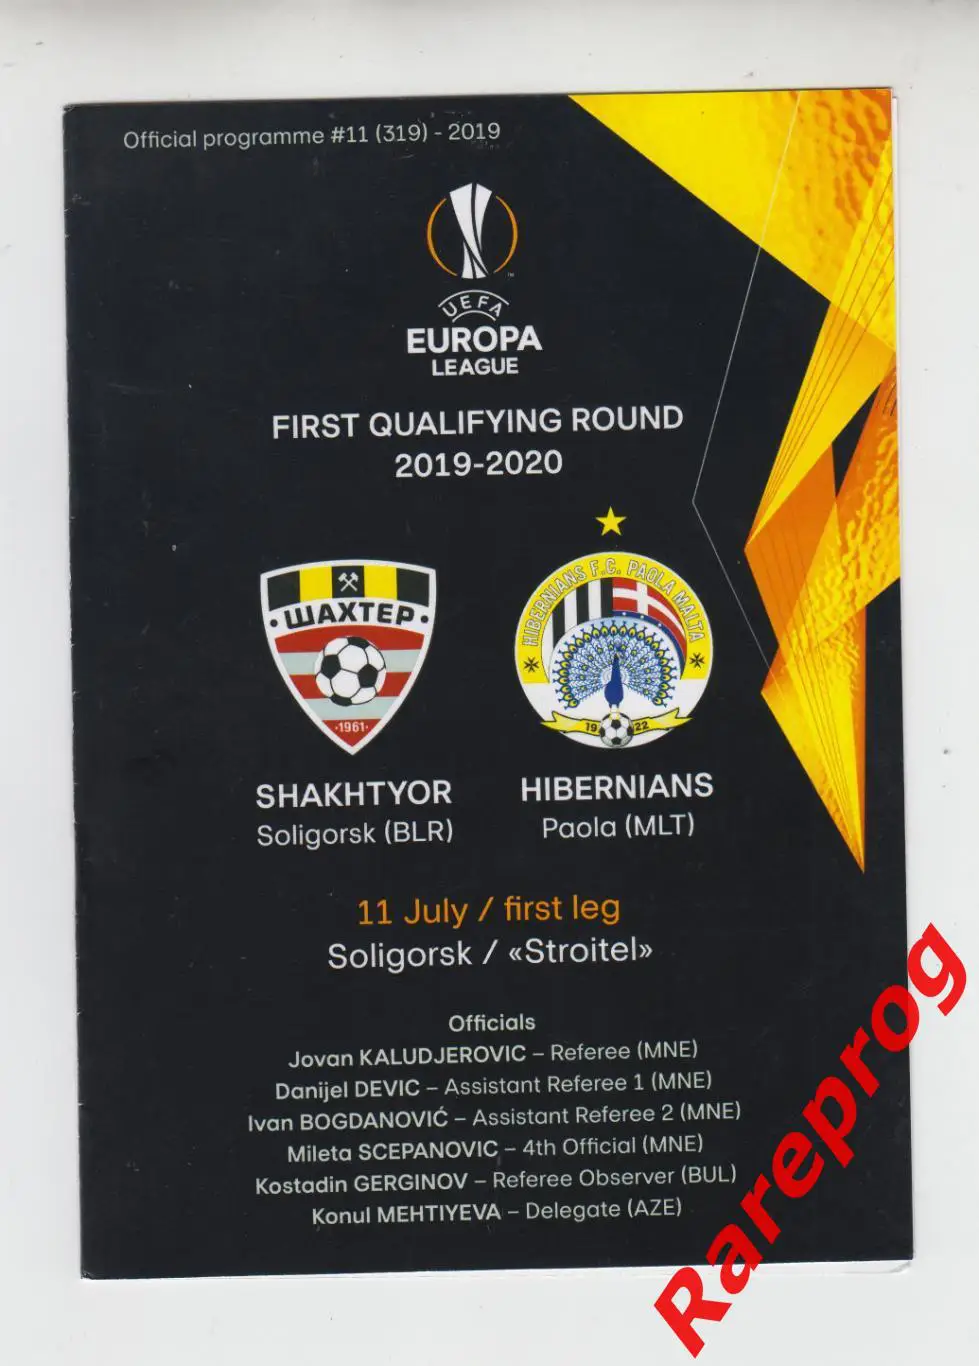 Official programme #11 (319) - 2019
UEFA
EUROPA
LEAGUE
FIRST QUALIFYING ROUND
2019-2020
ШАХТЕР
·1961·
HIBERNIANS F.C. PAOLA MALTA
19 22
SHAKHTYOR
Soligorsk (BLR)
HIBERNIANS
Paola (MLT)
11 July / first leg
Soligorsk / «Stroitel»
Officials
Jovan KALUDJEROVIC – Referee (MNE)
Danijel DEVIC – Assistant Referee 1 (MNE)
Ivan BOGDANOVIĆ – Assistant Referee 2 (MNE)
Mileta SCEPANOVIC – 4th Official (MNE)
Kostadin GERGINOV – Referee Observer (BUL)
Konul MEHTIYEVA – Delegate (AZE)
Rareprog